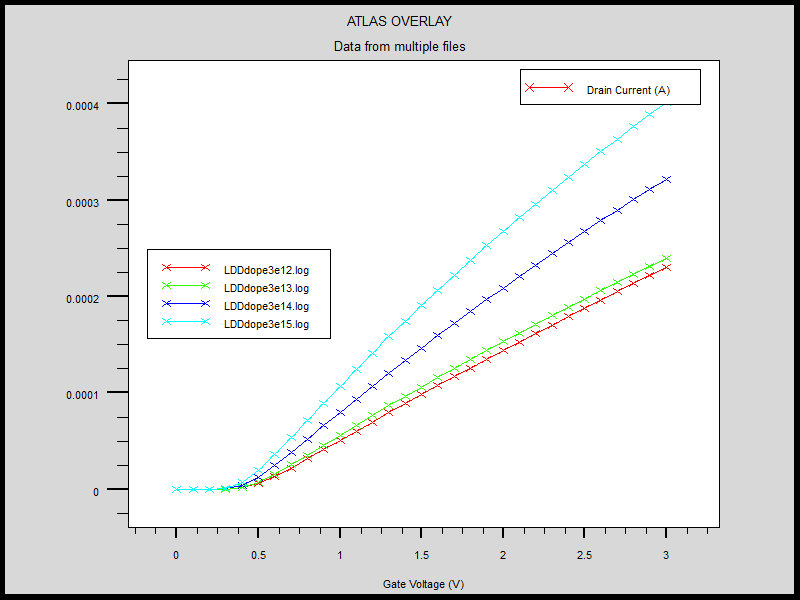 ATLAS OVERLAY
Data from multiple files
Drain Current (A)
0.0004
0.0003
0.0002
0.0001
0
LDDdope3e12.log
LDDdope3e13.log
LDDdope3e14.log
LDDdope3e15.log
0 0.5 1 1.5 2 2.5 3
Gate Voltage (V)